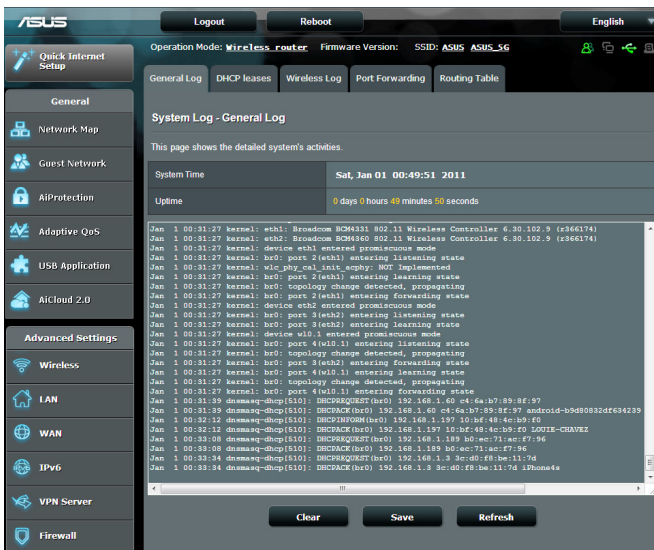 ASUS
Logout
Reboot
English
Quick Internet
Setup
Operation Mode: Wireless router Firmware Version: SSID: ASUS ASUS_5G
General Log
DHCP leases
Wireless Log
Port Forwarding
Routing Table
General
Network Map
Guest Network
AiProtection
Adaptive QoS
USB Application
AiCloud 2.0
Advanced Settings
Wireless
LAN
WAN
IPv6
VPN Server
Firewall
System Log - General Log
This page shows the detailed system's activities.
System Time Sat, Jan 01 00:49:51 2011
Uptime 0 days 0 hours 49 minutes 50 seconds
Jan 1 00:31:27 kernel: eth1: Broadcom BCM4331 802.11 Wireless Controller 6.30.102.9 (r366174)
Jan 1 00:31:27 kernel: eth2: Broadcom BCM4360 802.11 Wireless Controller 6.30.102.9 (r366174)
Jan 1 00:31:27 kernel: device eth1 entered promiscuous mode
Jan 1 00:31:27 kernel: br0: port 2(eth1) entering listening state
Jan 1 00:31:27 kernel: wlc_phy_cal_init_acphy: NOT Implemented
Jan 1 00:31:27 kernel: br0: port 2(eth1) entering learning state
Jan 1 00:31:27 kernel: br0: topology change detected, propagating
Jan 1 00:31:27 kernel: br0: port 2(eth1) entering forwarding state
Jan 1 00:31:27 kernel: device eth2 entered promiscuous mode
Jan 1 00:31:27 kernel: br0: port 3(eth2) entering listening state
Jan 1 00:31:27 kernel: br0: port 3(eth2) entering learning state
Jan 1 00:31:27 kernel: device wl0.1 entered promiscuous mode
Jan 1 00:31:27 kernel: br0: port 4(wl0.1) entering listening state
Jan 1 00:31:27 kernel: br0: topology change detected, propagating
Jan 1 00:31:27 kernel: br0: port 3(eth2) entering forwarding state
Jan 1 00:31:27 kernel: br0: port 4(wl0.1) entering learning state
Jan 1 00:31:27 kernel: br0: topology change detected, propagating
Jan 1 00:31:27 kernel: br0: port 4(wl0.1) entering forwarding state
Jan 1 00:31:39 dnsmasq-dhcp[510]: DHCPREQUEST(br0) 192.168.1.60 c4:6a:b7:89:8f:97
Jan 1 00:31:39 dnsmasq-dhcp[510]: DHCPACK(br0) 192.168.1.60 c4:6a:b7:89:8f:97 android-b9d80832df634239
Jan 1 00:32:12 dnsmasq-dhcp[510]: DHCPINFORM(br0) 192.168.1.197 10:bf:48:4c:b9:f0
Jan 1 00:32:12 dnsmasq-dhcp[510]: DHCPACK(br0) 192.168.1.197 10:bf:48:4c:b9:f0 LOUIE-CHAVEZ
Jan 1 00:33:08 dnsmasq-dhcp[510]: DHCPREQUEST(br0) 192.168.1.189 b0:ec:71:ac:f7:96
Jan 1 00:33:08 dnsmasq-dhcp[510]: DHCPACK(br0) 192.168.1.189 b0:ec:71:ac:f7:96
Jan 1 00:33:34 dnsmasq-dhcp[510]: DHCPREQUEST(br0) 192.168.1.3 3c:d0:f8:be:11:7d
Jan 1 00:33:34 dnsmasq-dhcp[510]: DHCPACK(br0) 192.168.1.3 3c:d0:f8:be:11:7d iPhone4s
Clear
Save
Refresh